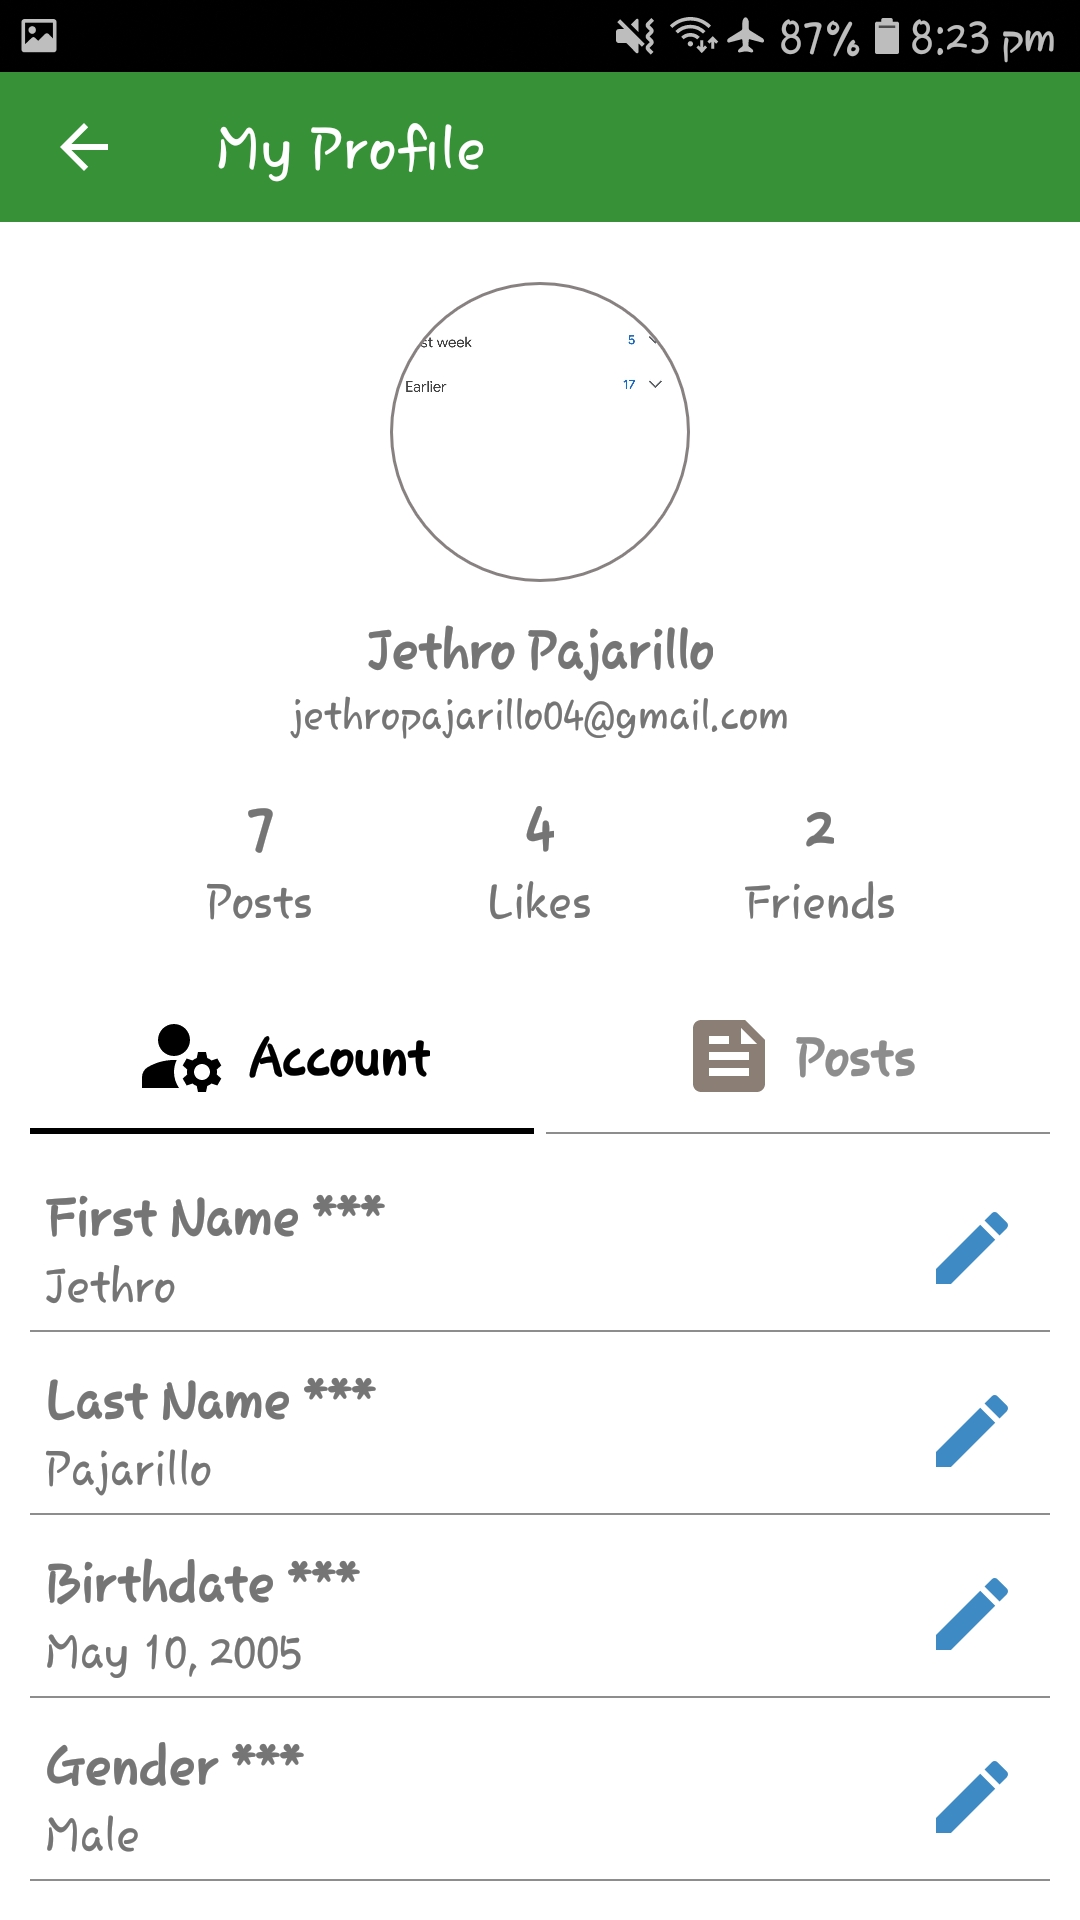 87% 8:23 pm
My Profile
st week 5
Earlier 17
Jethro Pajarillo
jethropajarillo04@gmail.com
7 4 2
Posts Likes Friends
Account Posts
First Name ***
Jethro
Last Name ***
Pajarillo
Birthdate ***
May 10, 2005
Gender ***
Male